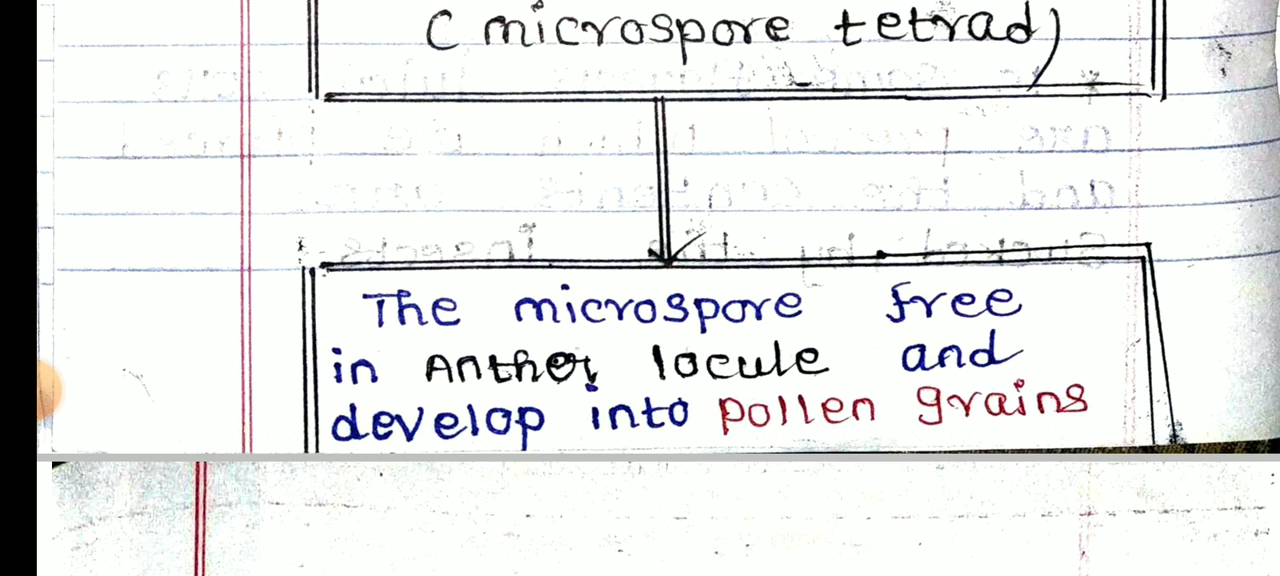 ( microspore tetrad)
The microspore free
in Anther locule and
develop into pollen grains